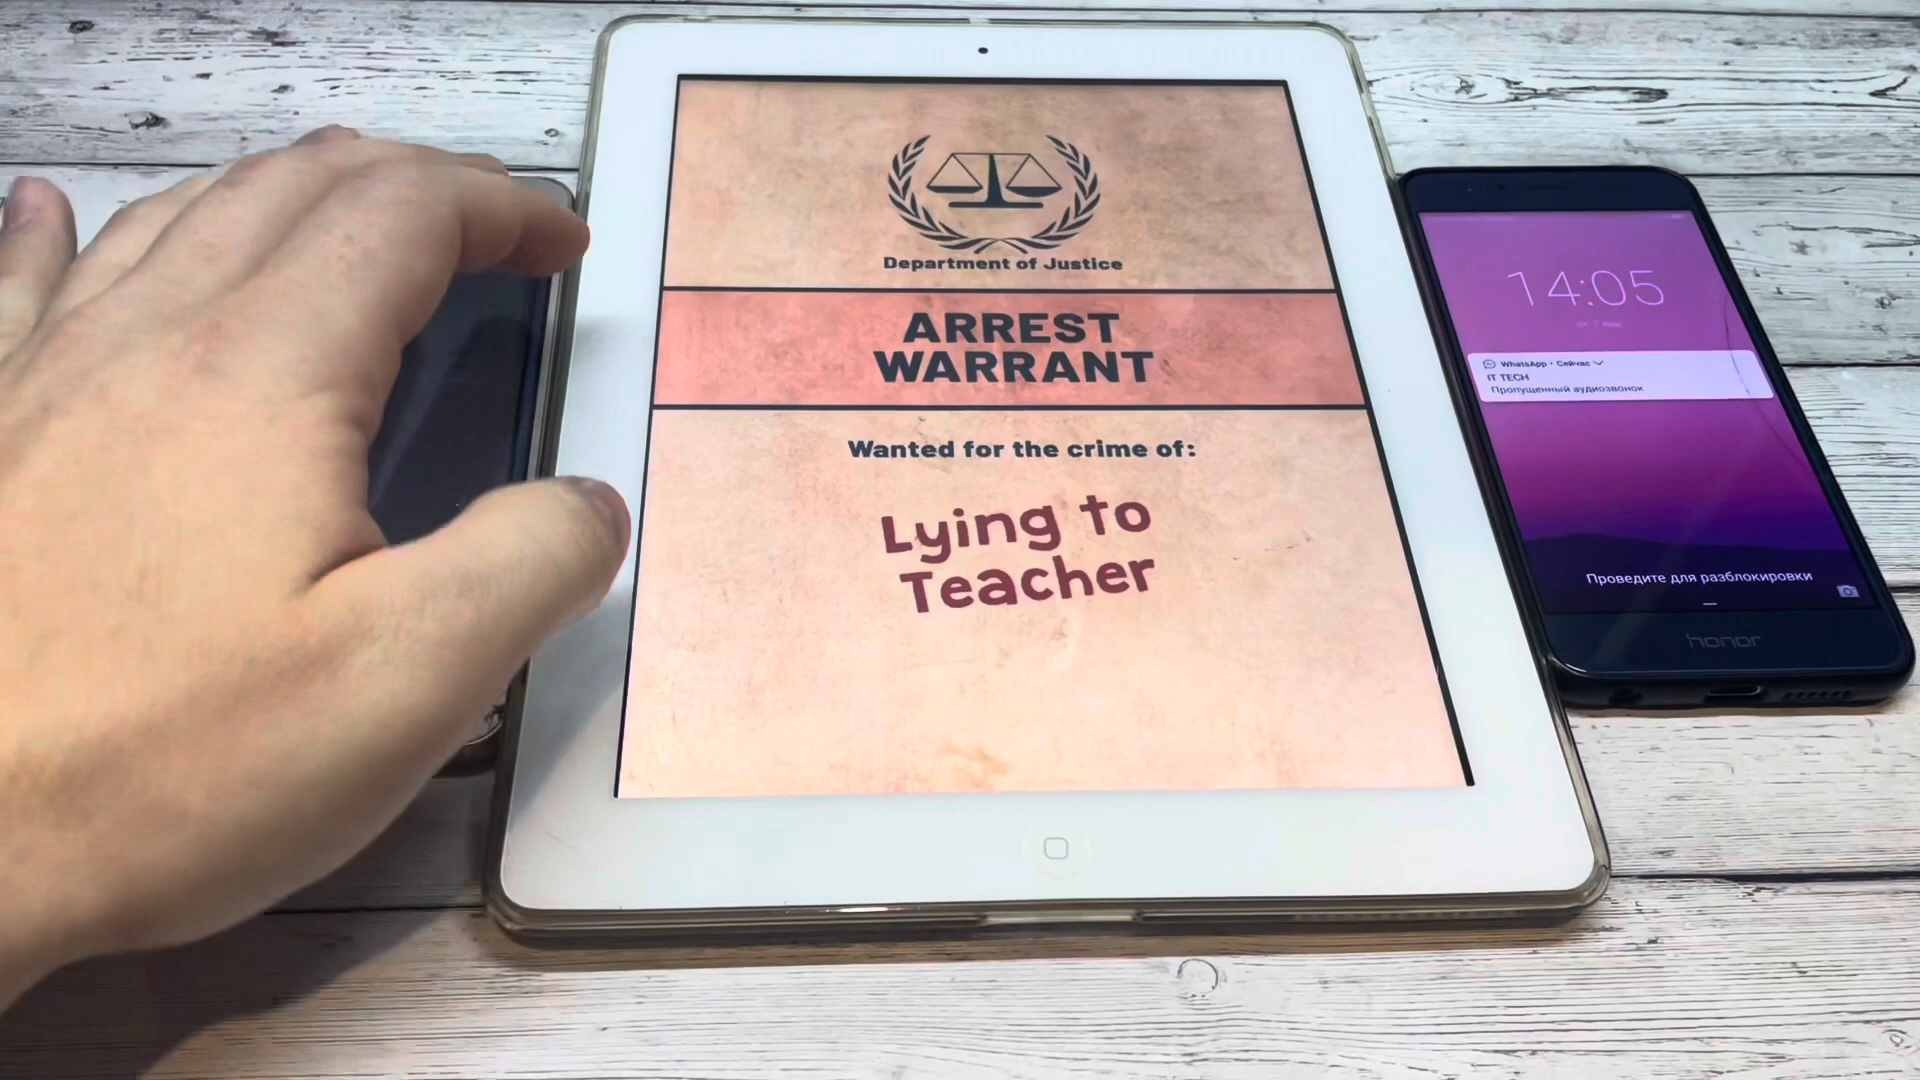 Department of Justice
ARREST
WARRANT
Wanted for the crime of:
Lying to
Teacher
14:05
WhatsApp • Сейчас
IT TECH
Пропущенный аудиозвонок
Проведите для разблокировки
honor